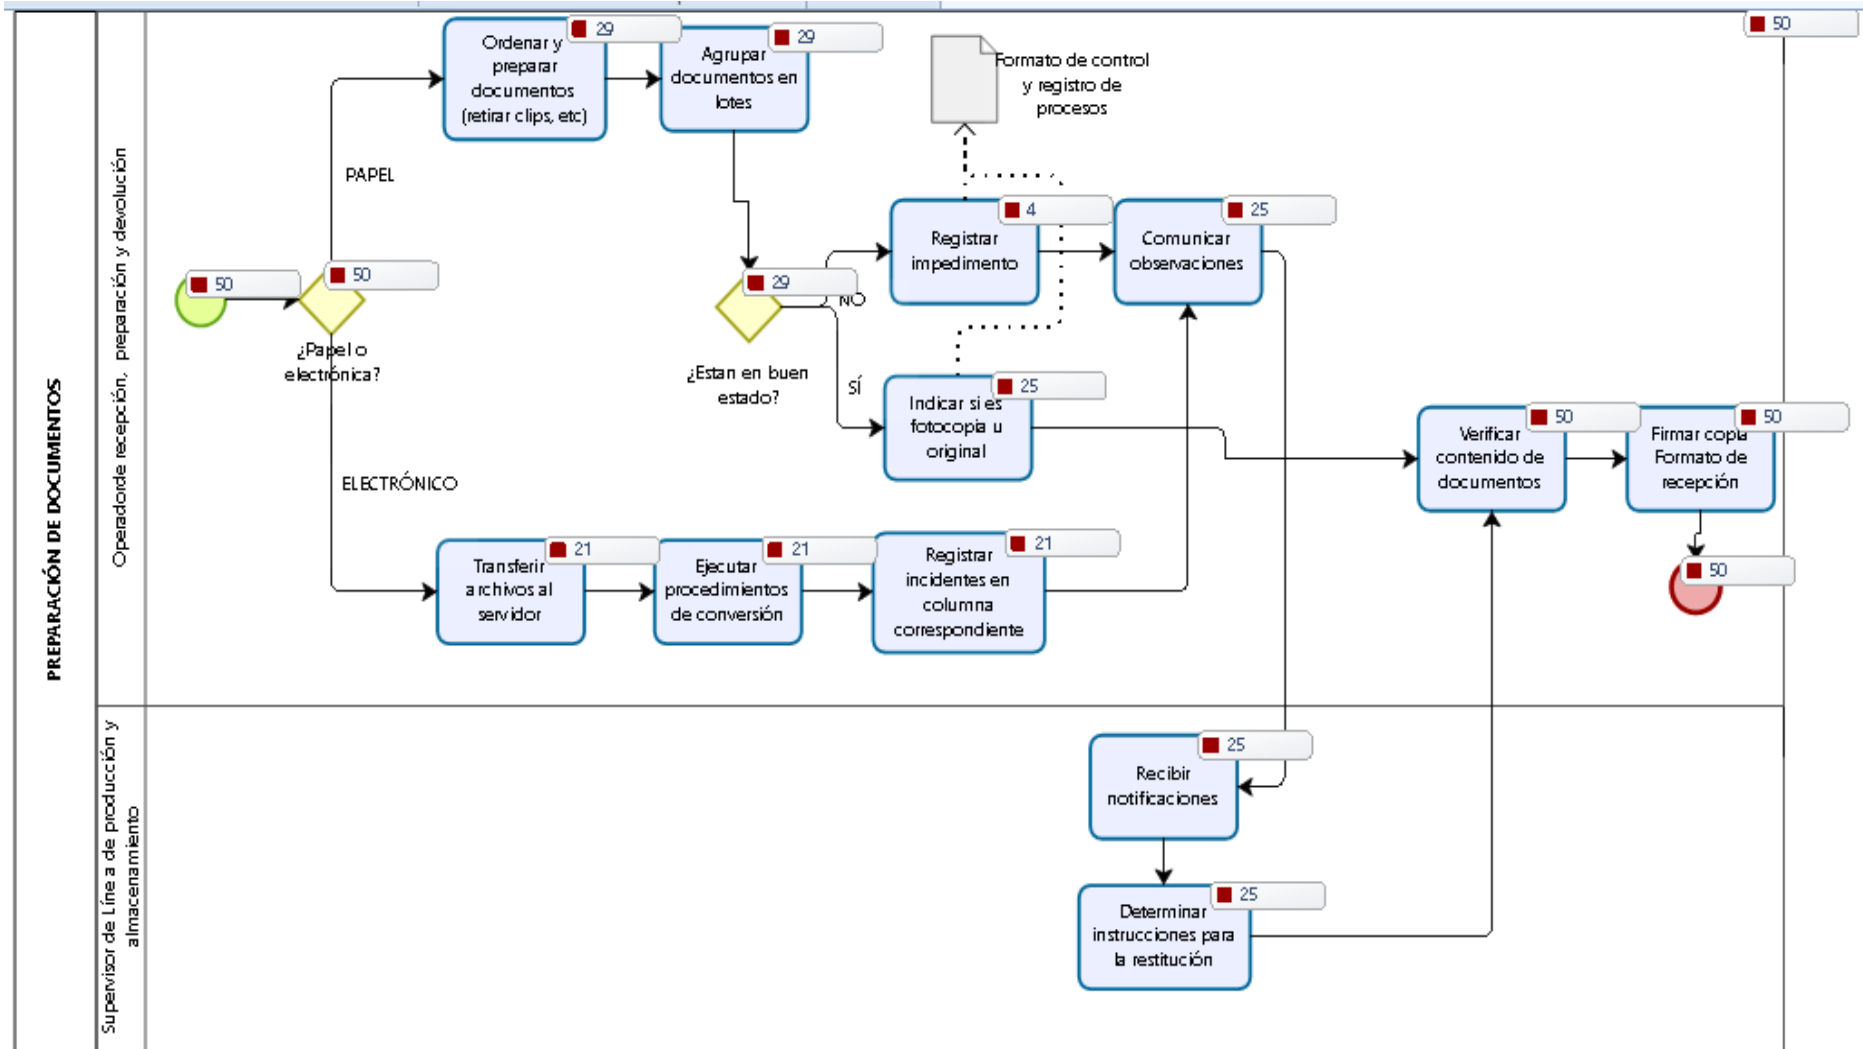 PREPARACIÓN DE DOCUMENTOS
Operadorde recepción, preparación y devolución
50
50
¿Papel o
electrónica?
PAPEL
ELECTRÓNICO
29
Ordenar y
preparar
documentos
(retirar clips, etc)
29
Agrupar
documentos en
lotes
29
¿Estan en buen
estado?
NO
SÍ
Formato de control
y registro de
procesos
4
Registrar
impedimento
25
Comunicar
observaciones
25
Indicar si es
fotocopia u
original
21
Transferir
archivos al
servidor
21
Ejecutar
procedimientos
de conversión
21
Registrar
incidentes en
columna
correspondiente
50
Verificar
contenido de
documentos
50
Firmar copia
Formato de
recepción
50
50
Supervisor de Línea de producción y
almacenamiento
25
Recibir
notificaciones
25
Determinar
instrucciones para
la restitución